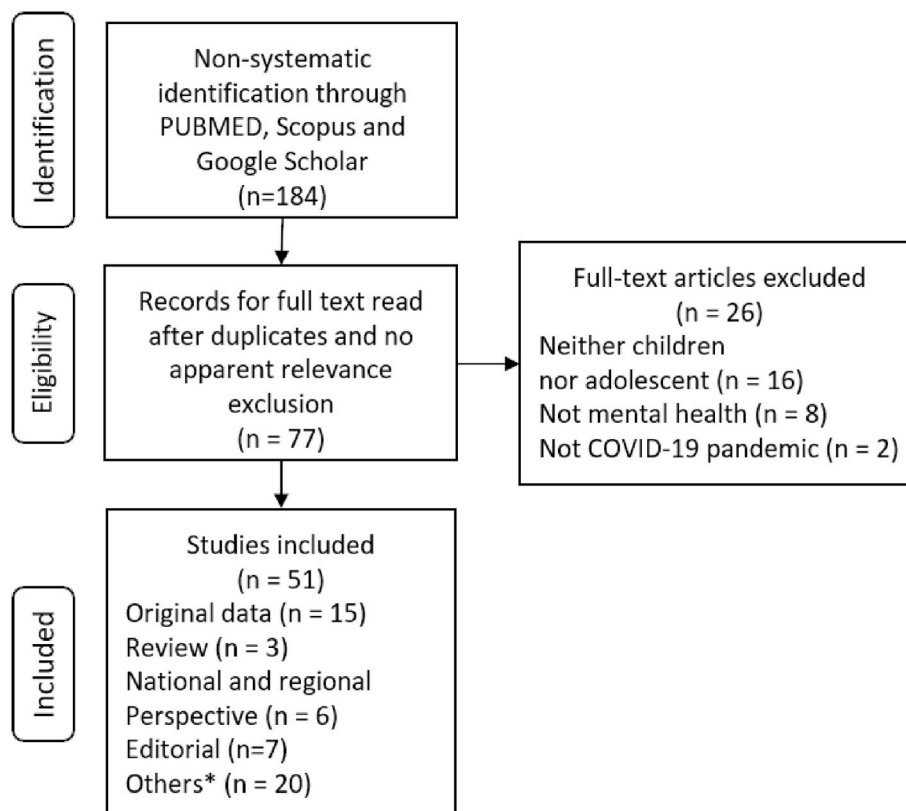 Identification
Non-systematic
identification through
PUBMED, Scopus and
Google Scholar
(n=184)
Eligibility
Records for full text read
after duplicates and no
apparent relevance
exclusion
(n = 77)
Full-text articles excluded
(n = 26)
Neither children
nor adolescent (n = 16)
Not mental health (n = 8)
Not COVID-19 pandemic (n = 2)
Included
Studies included
(n = 51)
Original data (n = 15)
Review (n = 3)
National and regional
Perspective (n = 6)
Editorial (n=7)
Others* (n = 20)